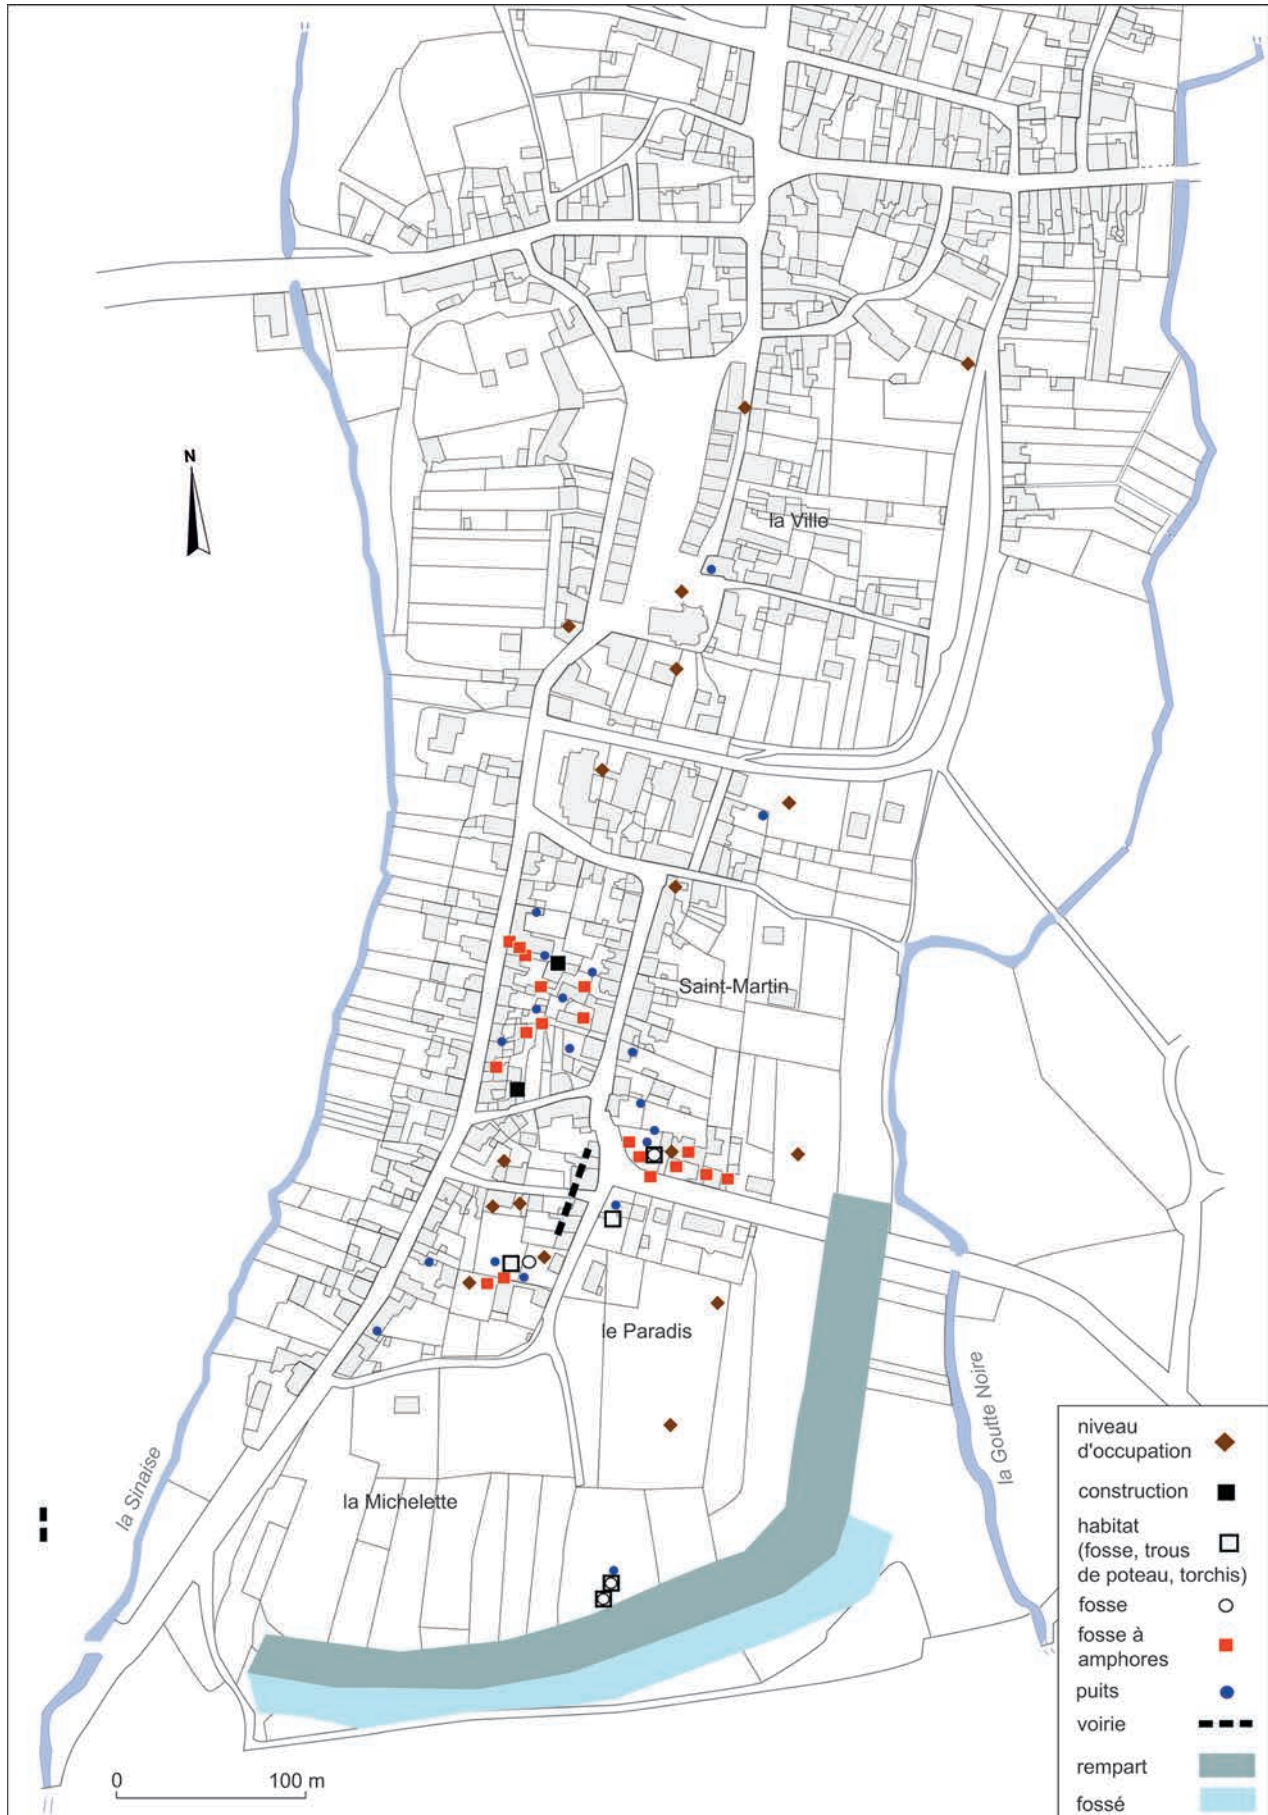 N
la Ville
Saint-Martin
le Paradis
la Goutte Noire
la Michelette
la Sinaise
0 100 m
niveau
d'occupation
construction
habitat
(fosse, trous
de poteau, torchis)
fosse
fosse à
amphores
puits
voirie
rempart
fossé